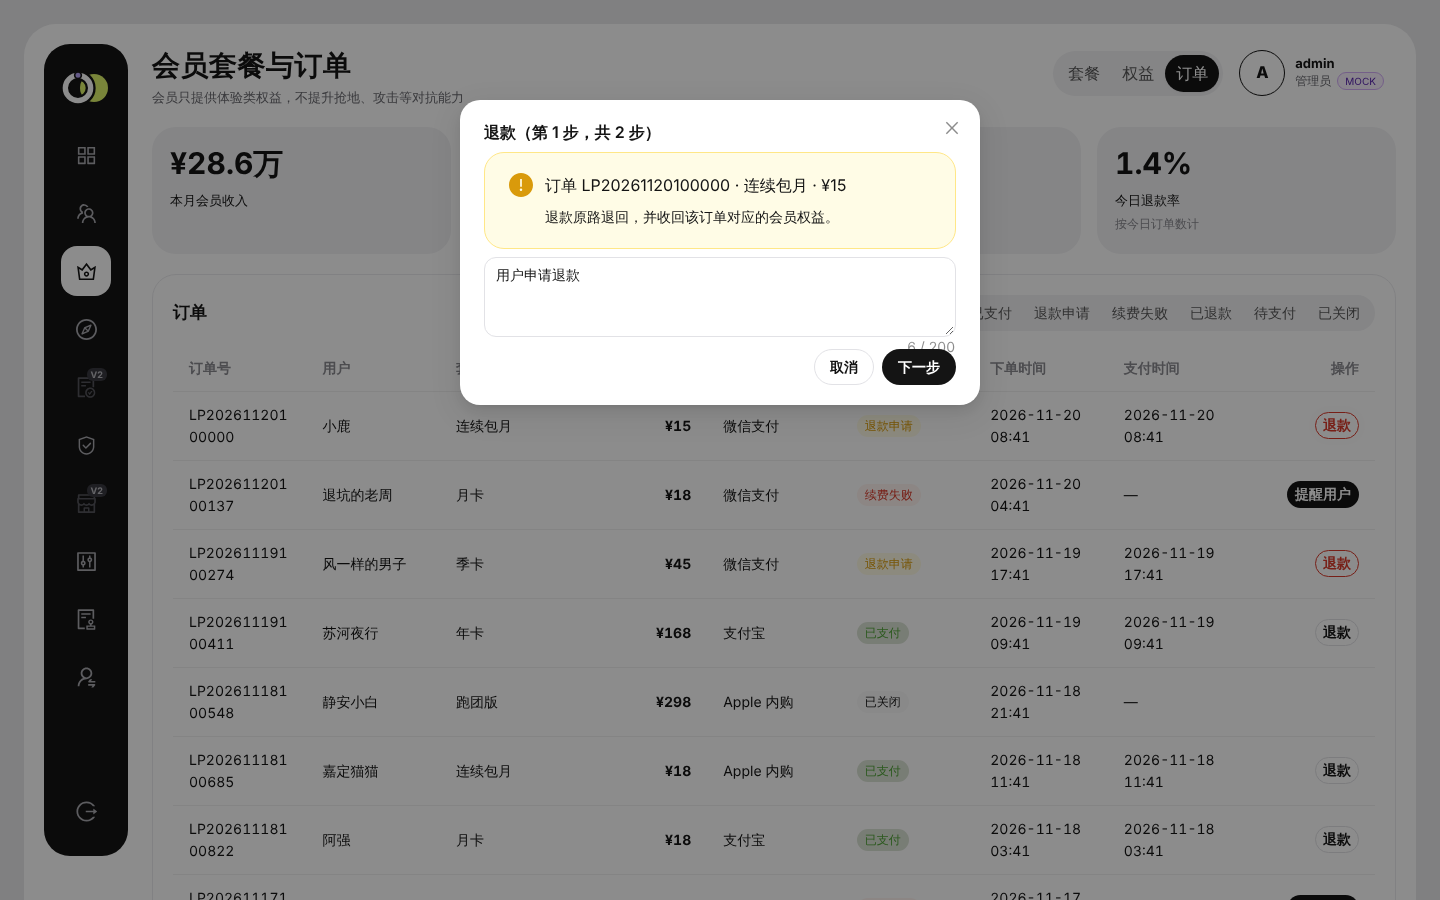 会员套餐与订单
会员只提供体验类权益，不提升抢地、攻击等对抗能力
套餐
权益
订单
A
admin
管理员
MOCK
¥28.6万
本月会员收入
1.4%
今日退款率
按今日订单数计
退款（第 1 步，共 2 步）
订单 LP20261120100000 · 连续包月 · ¥15
退款原路退回，并收回该订单对应的会员权益。
用户申请退款
6 / 200
取消
下一步
V2
V2
订单
已支付
退款申请
续费失败
已退款
待支付
已关闭
订单号
用户
下单时间
支付时间
操作
LP202611201
00000
小鹿
连续包月
¥15
微信支付
退款申请
2026-11-20
08:41
2026-11-20
08:41
退款
LP202611201
00137
退坑的老周
月卡
¥18
微信支付
续费失败
2026-11-20
04:41
—
提醒用户
LP202611191
00274
风一样的男子
季卡
¥45
微信支付
退款申请
2026-11-19
17:41
2026-11-19
17:41
退款
LP202611191
00411
苏河夜行
年卡
¥168
支付宝
已支付
2026-11-19
09:41
2026-11-19
09:41
退款
LP202611181
00548
静安小白
跑团版
¥298
Apple 内购
已关闭
2026-11-18
21:41
—
LP202611181
00685
嘉定猫猫
连续包月
¥18
Apple 内购
已支付
2026-11-18
11:41
2026-11-18
11:41
退款
LP202611181
00822
阿强
月卡
¥18
支付宝
已支付
2026-11-18
03:41
2026-11-18
03:41
退款
LP202611171
2026-11-17